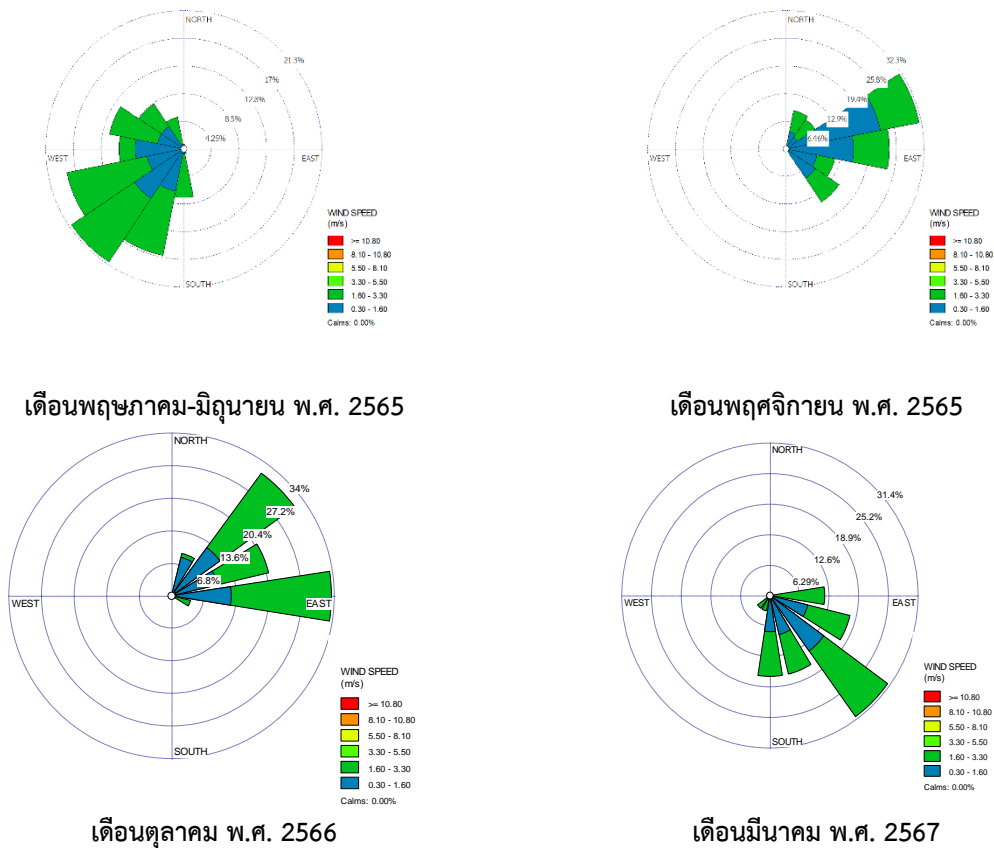 NORTH
21.3%
17%
12.8%
8.5%
4.25%
WEST
EAST
SOUTH
WIND SPEED
(m/s)
>= 10.80
8.10 - 10.80
5.50 - 8.10
3.30 - 5.50
1.60 - 3.30
0.30 - 1.60
Calms: 0.00%
เดือนพฤษภาคม-มิถุนายน พ.ศ. 2565
NORTH
32.3%
25.8%
19.4%
12.9%
6.46%
WEST
EAST
SOUTH
WIND SPEED
(m/s)
>= 10.80
8.10 - 10.80
5.50 - 8.10
3.30 - 5.50
1.60 - 3.30
0.30 - 1.60
Calms: 0.00%
เดือนพฤศจิกายน พ.ศ. 2565
NORTH
34%
27.2%
20.4%
13.6%
6.8%
WEST
EAST
SOUTH
WIND SPEED
(m/s)
>= 10.80
8.10 - 10.80
5.50 - 8.10
3.30 - 5.50
1.60 - 3.30
0.30 - 1.60
Calms: 0.00%
เดือนตุลาคม พ.ศ. 2566
NORTH
31.4%
25.2%
18.9%
12.6%
6.29%
WEST
EAST
SOUTH
WIND SPEED
(m/s)
>= 10.80
8.10 - 10.80
5.50 - 8.10
3.30 - 5.50
1.60 - 3.30
0.30 - 1.60
Calms: 0.00%
เดือนมีนาคม พ.ศ. 2567